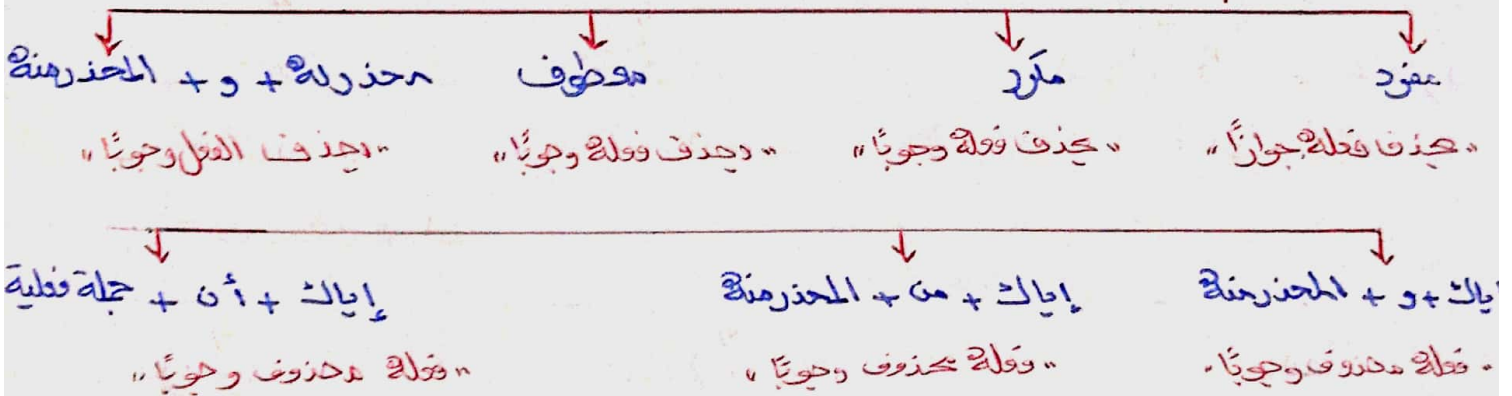 مفرد مكرر معطوف محذر له + و + المحذر منه
"يحذف فعله جوازًا" "يحذف فعله وجوبًا" "يحذف فعله وجوبًا" "يحذف الفعل وجوبًا"
إياك + و + المحذر منه إياك + من + المحذر منه إياك + أن + جملة فعلية
"فعله محذوف وجوبًا" "فعله محذوف وجوبًا" "فعله محذوف وجوبًا"